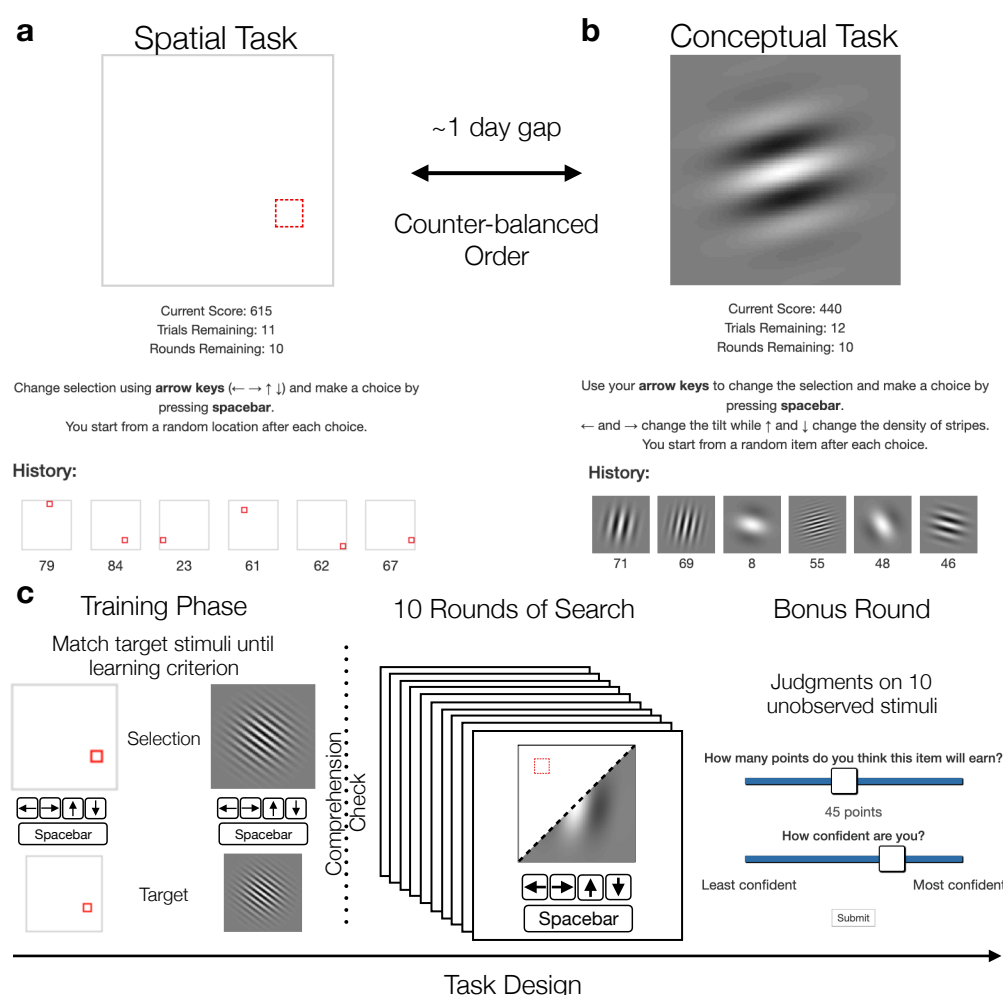 a
Spatial Task
b
Conceptual Task
~1 day gap
Counter-balanced
Order
Current Score: 615
Trials Remaining: 11
Rounds Remaining: 10
Change selection using arrow keys (← → ↑ ↓) and make a choice by
pressing spacebar.
You start from a random location after each choice.
History:
79 84 23 61 62 67
Current Score: 440
Trials Remaining: 12
Rounds Remaining: 10
Use your arrow keys to change the selection and make a choice by
pressing spacebar.
← and → change the tilt while ↑ and ↓ change the density of stripes.
You start from a random item after each choice.
History:
71 69 8 55 48 46
c
Training Phase
Match target stimuli until
learning criterion
Selection
← → ↑ ↓
Spacebar
← → ↑ ↓
Spacebar
Target
Comprehension
Check
10 Rounds of Search
← → ↑ ↓
Spacebar
Bonus Round
Judgments on 10
unobserved stimuli
How many points do you think this item will earn?
45 points
How confident are you?
Least confident
Most confident
Submit
Task Design